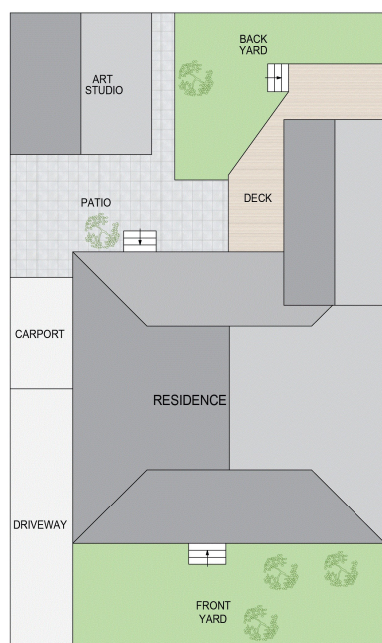 BACK
YARD
ART
STUDIO
DECK
PATIO
CARPORT
RESIDENCE
DRIVEWAY
FRONT
YARD